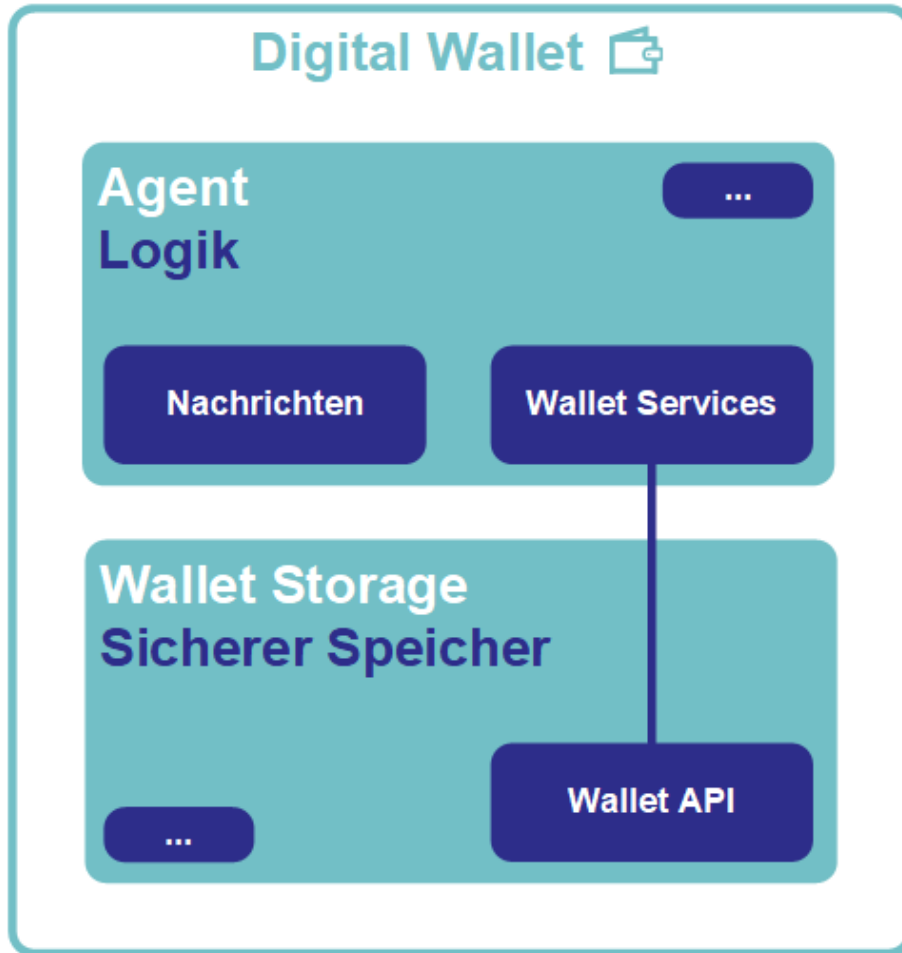 Digital Wallet
Agent
Logik
...
Nachrichten
Wallet Services
Wallet Storage
Sicherer Speicher
Wallet API
...